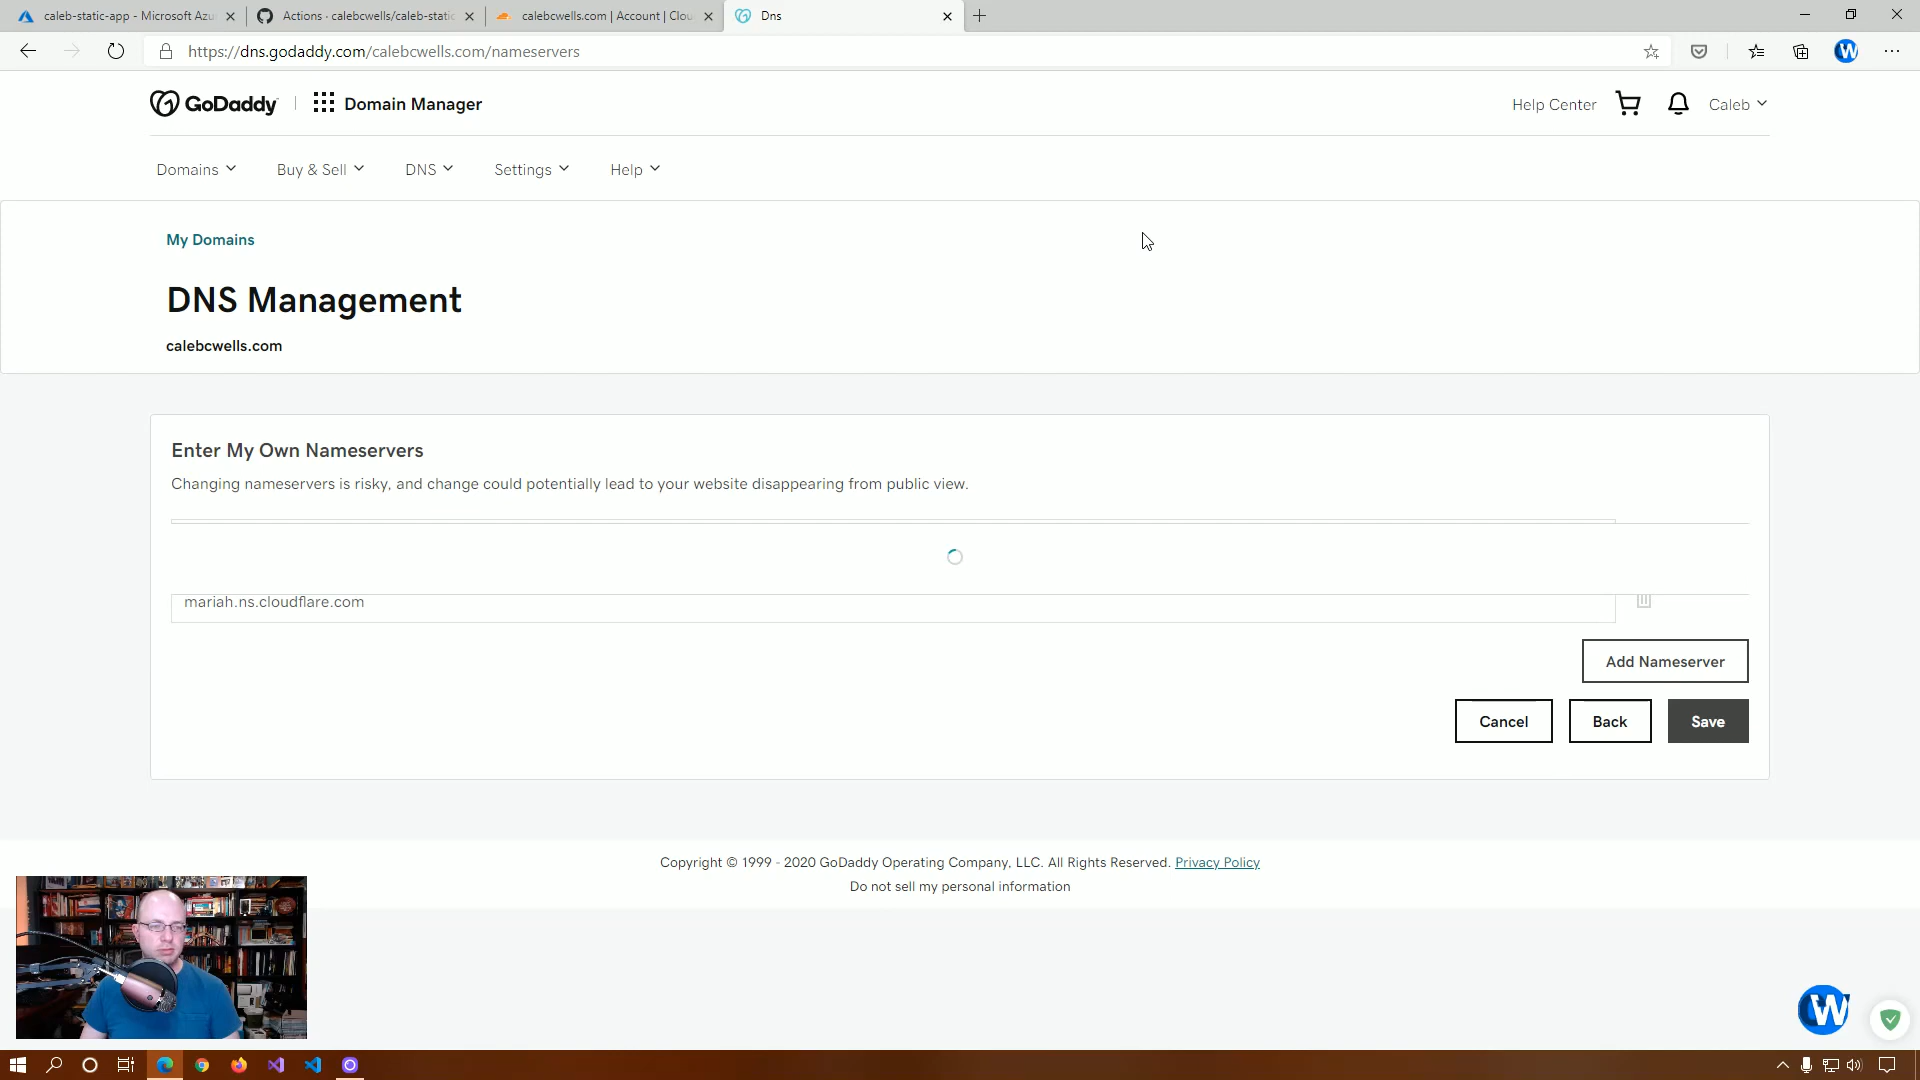 caleb-static-app - Microsoft Azu
Actions · calebcwells/caleb-static
calebcwells.com | Account | Clou
Dns
https://dns.godaddy.com/calebcwells.com/nameservers
W
GoDaddy
Domain Manager
Help Center
Caleb
Domains
Buy & Sell
DNS
Settings
Help
My Domains
DNS Management
calebcwells.com
Enter My Own Nameservers
Changing nameservers is risky, and change could potentially lead to your website disappearing from public view.
mariah.ns.cloudflare.com
Add Nameserver
Cancel
Back
Save
Copyright © 1999 - 2020 GoDaddy Operating Company, LLC. All Rights Reserved. Privacy Policy
Do not sell my personal information
W